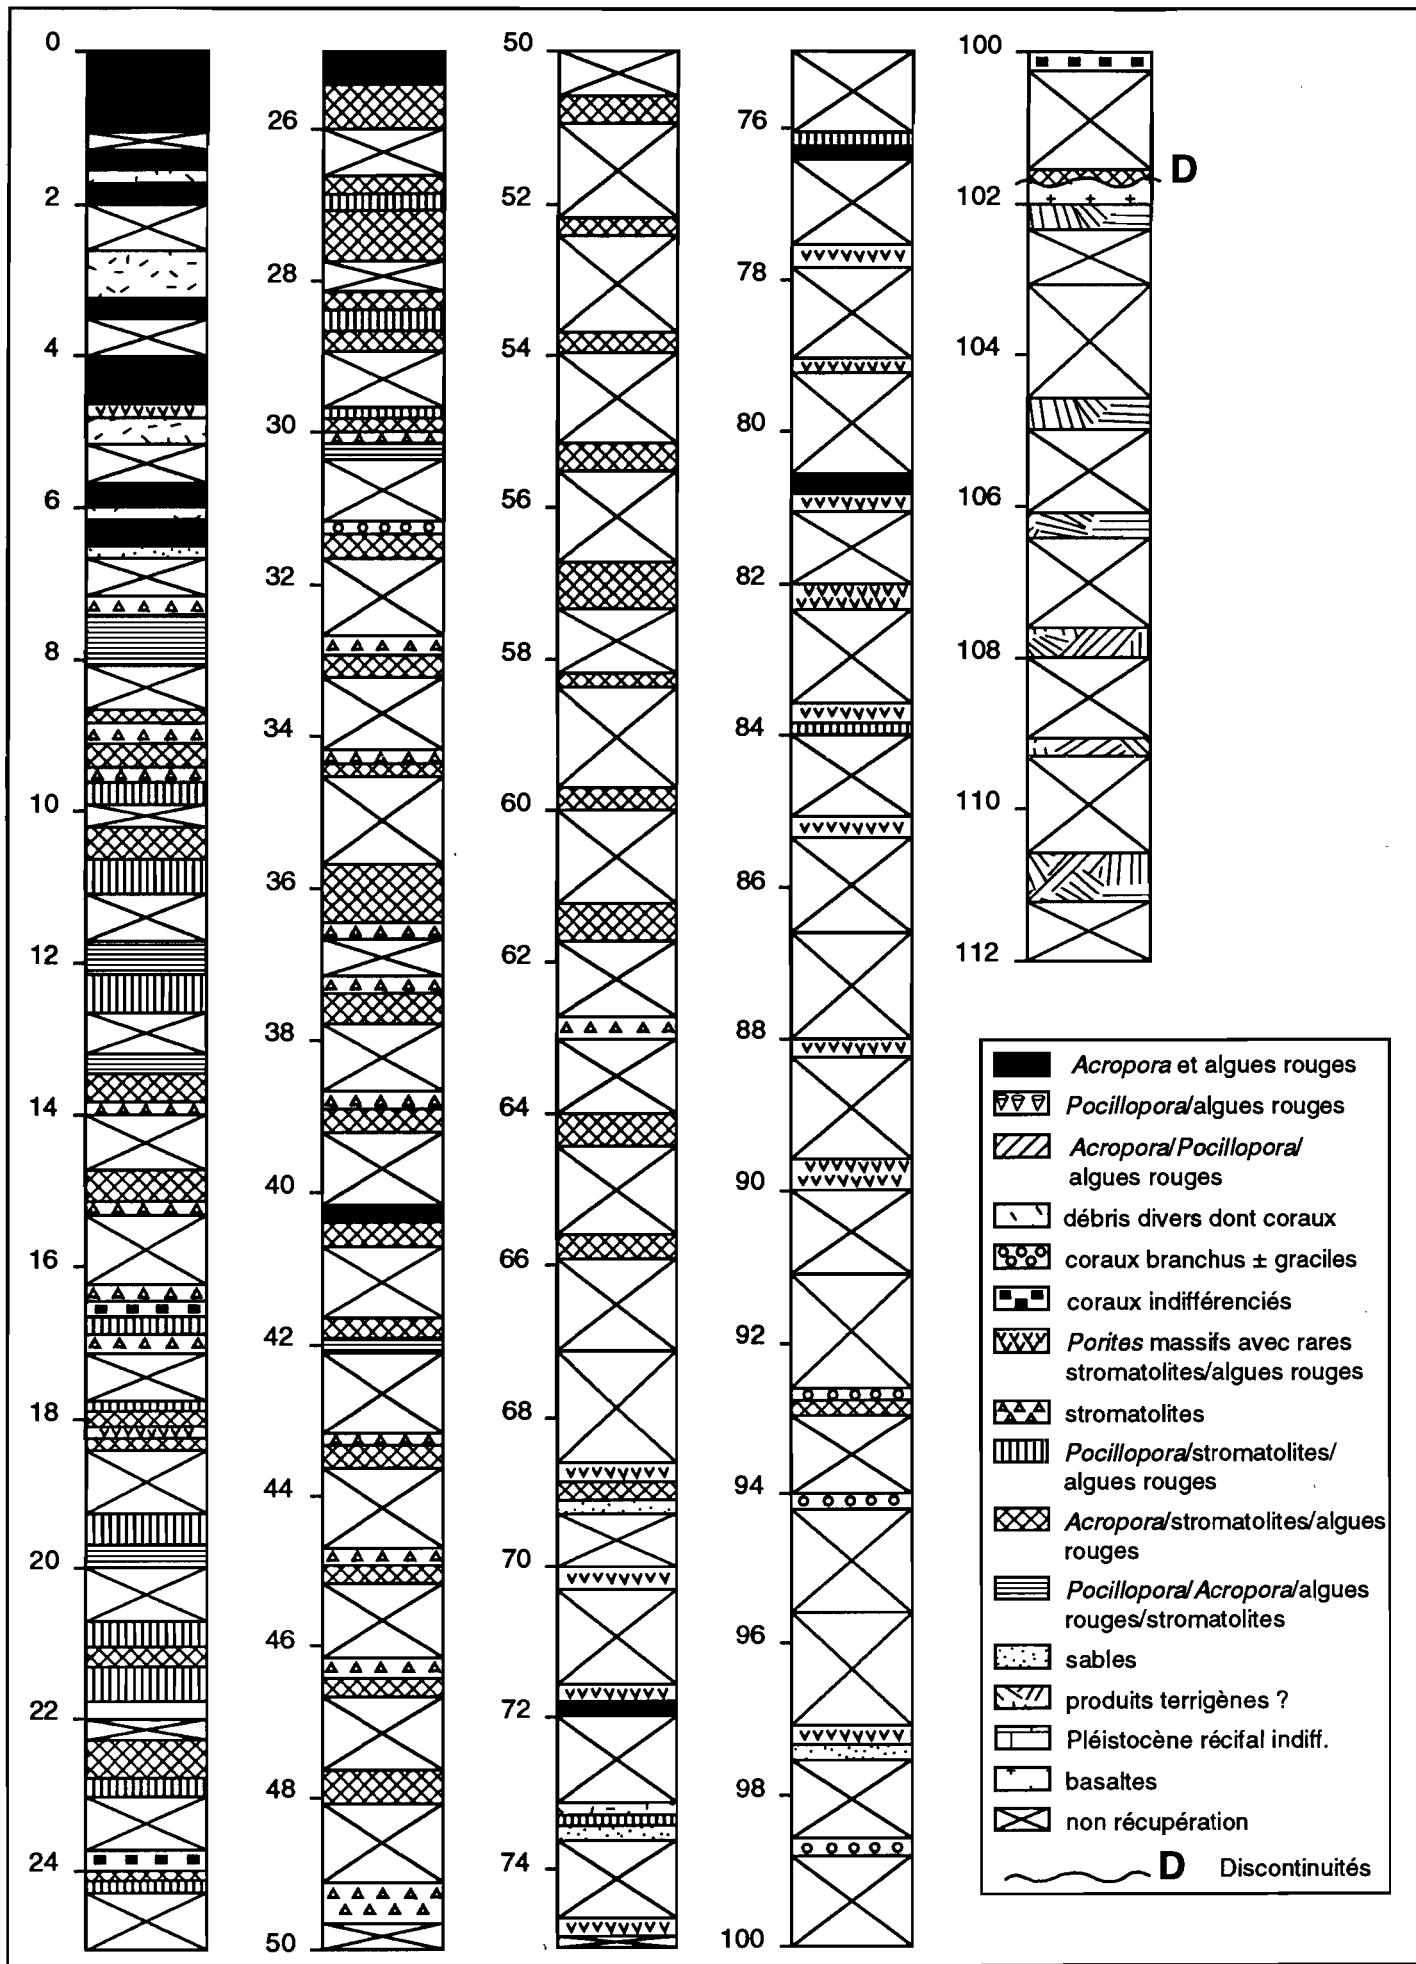 0
2
4
6
8
10
12
14
16
18
20
22
24
26
28
30
32
34
36
38
40
42
44
46
48
50
50
52
54
56
58
60
62
64
66
68
70
72
74
76
78
80
82
84
86
88
90
92
94
96
98
100
100
102
104
106
108
110
112
D
Acropora et algues rouges
Pocillopora/algues rouges
Acropora/Pocillopora/
algues rouges
débris divers dont coraux
coraux branchus ± graciles
coraux indifférenciés
Porites massifs avec rares
stromatolites/algues rouges
stromatolites
Pocillopora/stromatolites/
algues rouges
Acropora/stromatolites/algues
rouges
Pocillopora/Acropora/algues
rouges/stromatolites
sables
produits terrigènes ?
Pléistocène récifal indiff.
basaltes
non récupération
D Discontinuités